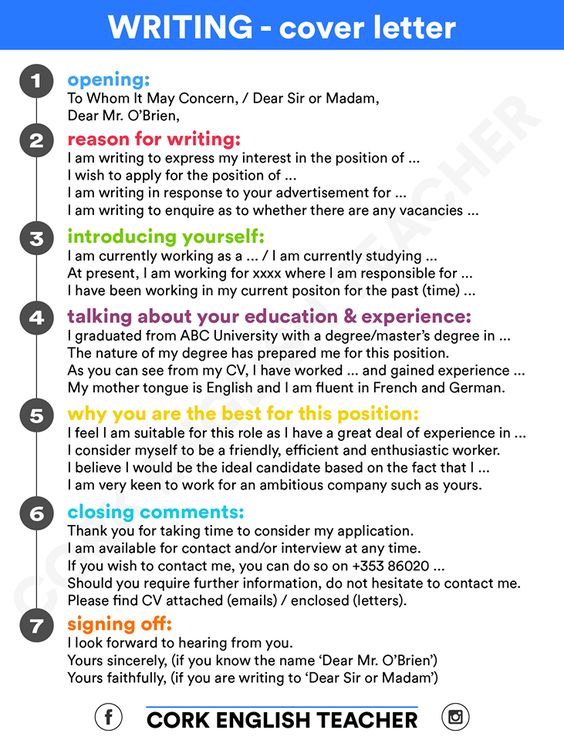 WRITING - cover letter
1 opening:
To Whom It May Concern, / Dear Sir or Madam,
Dear Mr. O'Brien,
2 reason for writing:
I am writing to express my interest in the position of ...
I wish to apply for the position of ...
I am writing in response to your advertisement for ...
I am writing to enquire as to whether there are any vacancies ...
3 introducing yourself:
I am currently working as a ... / I am currently studying ...
At present, I am working for xxxx where I am responsible for ...
I have been working in my current positon for the past (time) ...
4 talking about your education & experience:
I graduated from ABC University with a degree/master's degree in ...
The nature of my degree has prepared me for this position.
As you can see from my CV, I have worked ... and gained experience ...
My mother tongue is English and I am fluent in French and German.
5 why you are the best for this position:
I feel I am suitable for this role as I have a great deal of experience in ...
I consider myself to be a friendly, efficient and enthusiastic worker.
I believe I would be the ideal candidate based on the fact that I ...
I am very keen to work for an ambitious company such as yours.
6 closing comments:
Thank you for taking time to consider my application.
I am available for contact and/or interview at any time.
If you wish to contact me, you can do so on +353 86020 ...
Should you require further information, do not hesitate to contact me.
Please find CV attached (emails) / enclosed (letters).
7 signing off:
I look forward to hearing from you.
Yours sincerely, (if you know the name 'Dear Mr. O'Brien')
Yours faithfully, (if you are writing to 'Dear Sir or Madam')
CORK ENGLISH TEACHER
CORK ENGLISH TEACHER